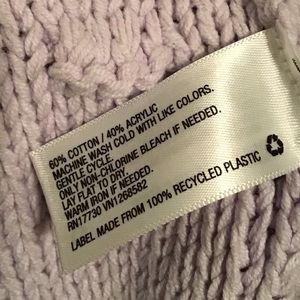 60% COTTON / 40% ACRYLIC
MACHINE WASH COLD WITH LIKE COLORS.
GENTLE CYCLE.
ONLY NON-CHLORINE BLEACH IF NEEDED.
LAY FLAT TO DRY.
WARM IRON IF NEEDED.
RN17730 VN1268582
LABEL MADE FROM 100% RECYCLED PLASTIC